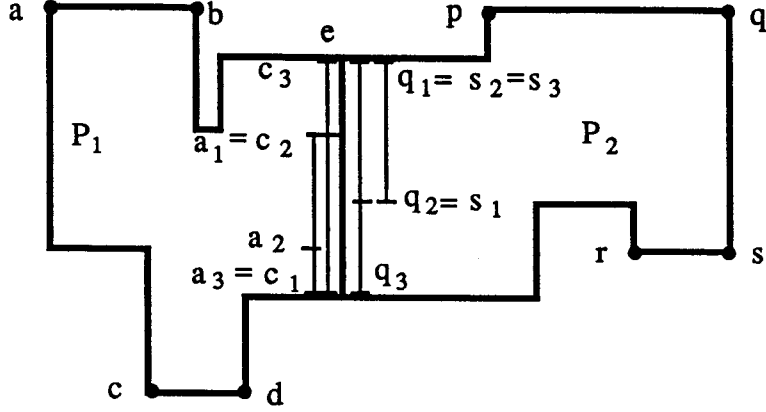 a b e p q
c₃ q₁= s₂=s₃
P₁ a₁= c₂ P₂
a₂ q₂= s₁
a₃ = c₁ q₃ r s
c d